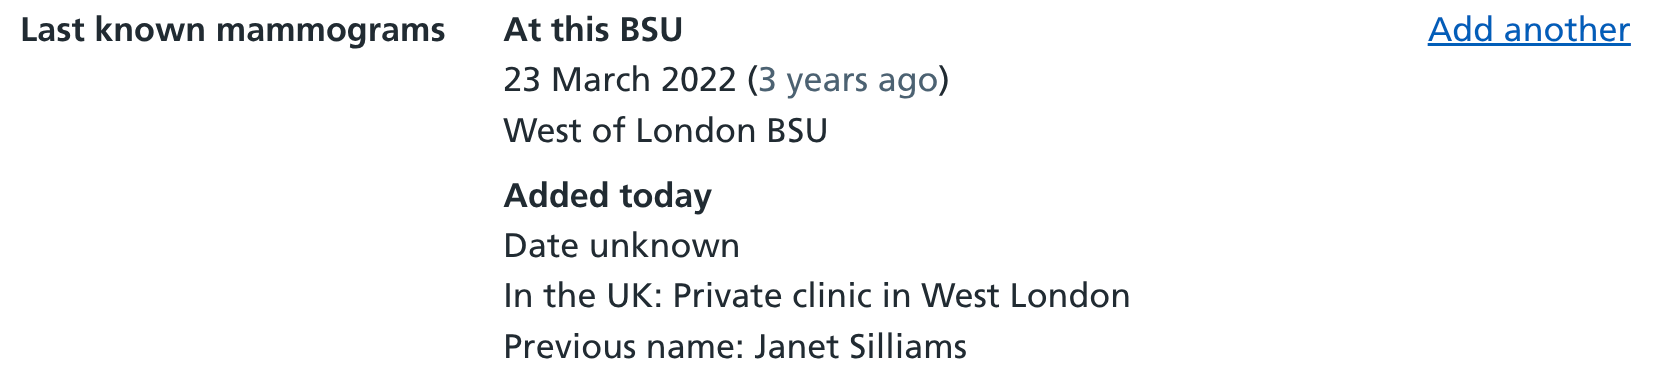 Last known mammograms
At this BSU
Add another
23 March 2022 (3 years ago)
West of London BSU
Added today
Date unknown
In the UK: Private clinic in West London
Previous name: Janet Silliams